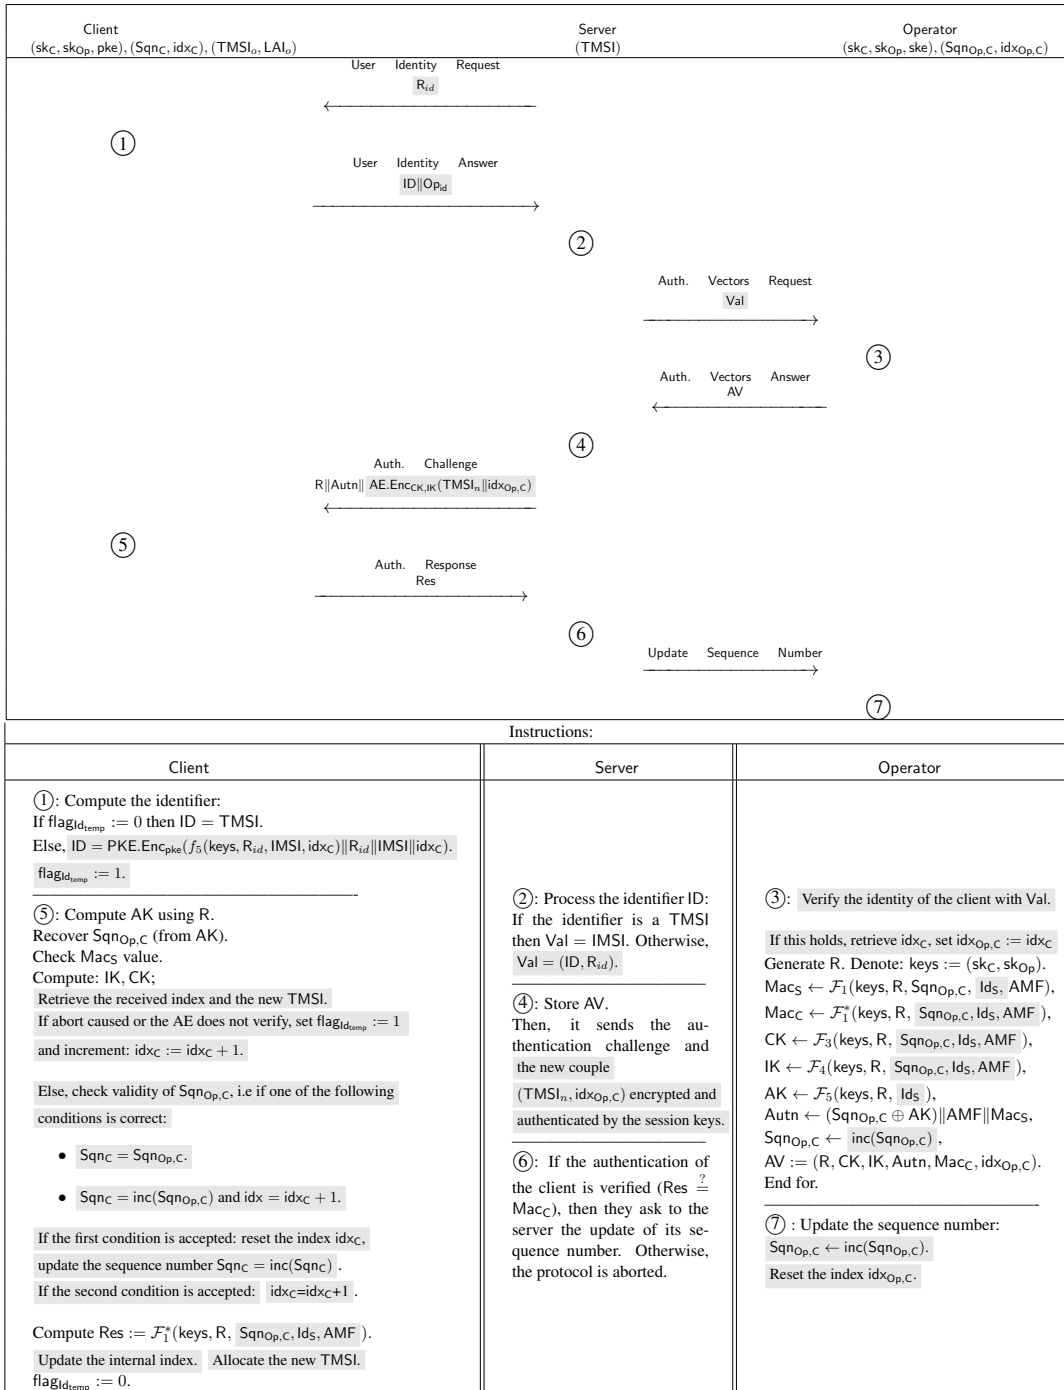 Client Server Operator
(sk_C, sk_Op, pke), (Sqn_C, idx_C), (TMSI_o, LAI_o) (TMSI) (sk_C, sk_Op, ske), (Sqn_Op,C, idx_Op,C)
User Identity Request
R_id
①
User Identity Answer
ID‖Op_id
②
Auth. Vectors Request
Val
③
Auth. Vectors Answer
AV
④
Auth. Challenge
R‖Autn‖ AE.Enc_CK,IK(TMSI_n‖idx_Op,C)
⑤
Auth. Response
Res
⑥
Update Sequence Number
⑦
Instructions:
Client
①: Compute the identifier:
If flag_Id_temp := 0 then ID = TMSI.
Else, ID = PKE.Enc_pke(f_5(keys, R_id, IMSI, idx_C)‖R_id‖IMSI‖idx_C).
flag_Id_temp := 1.
⑤: Compute AK using R.
Recover Sqn_Op,C (from AK).
Check Mac_S value.
Compute: IK, CK;
Retrieve the received index and the new TMSI.
If abort caused or the AE does not verify, set flag_Id_temp := 1
and increment: idx_C := idx_C + 1.
Else, check validity of Sqn_Op,C, i.e if one of the following
conditions is correct:
• Sqn_C = Sqn_Op,C.
• Sqn_C = inc(Sqn_Op,C) and idx = idx_C + 1.
If the first condition is accepted: reset the index idx_C,
update the sequence number Sqn_C = inc(Sqn_C) .
If the second condition is accepted: idx_C=idx_C+1 .
Compute Res := F_1^*(keys, R, Sqn_Op,C, Id_S, AMF ).
Update the internal index. Allocate the new TMSI.
flag_Id_temp := 0.
Server
②: Process the identifier ID:
If the identifier is a TMSI
then Val = IMSI. Otherwise,
Val = (ID, R_id).
④: Store AV.
Then, it sends the au-
thentication challenge and
the new couple
(TMSI_n, idx_Op,C) encrypted and
authenticated by the session keys.
⑥: If the authentication of
the client is verified (Res ≟
Mac_C), then they ask to the
server the update of its se-
quence number. Otherwise,
the protocol is aborted.
Operator
③: Verify the identity of the client with Val.
If this holds, retrieve idx_C, set idx_Op,C := idx_C
Generate R. Denote: keys := (sk_C, sk_Op).
Mac_S ← F_1(keys, R, Sqn_Op,C, Id_S, AMF),
Mac_C ← F_1^*(keys, R, Sqn_Op,C, Id_S, AMF ),
CK ← F_3(keys, R, Sqn_Op,C, Id_S, AMF ),
IK ← F_4(keys, R, Sqn_Op,C, Id_S, AMF ),
AK ← F_5(keys, R, Id_S ),
Autn ← (Sqn_Op,C ⊕ AK)‖AMF‖Mac_S,
Sqn_Op,C ← inc(Sqn_Op,C) ,
AV := (R, CK, IK, Autn, Mac_C, idx_Op,C).
End for.
⑦ : Update the sequence number:
Sqn_Op,C ← inc(Sqn_Op,C).
Reset the index idx_Op,C.